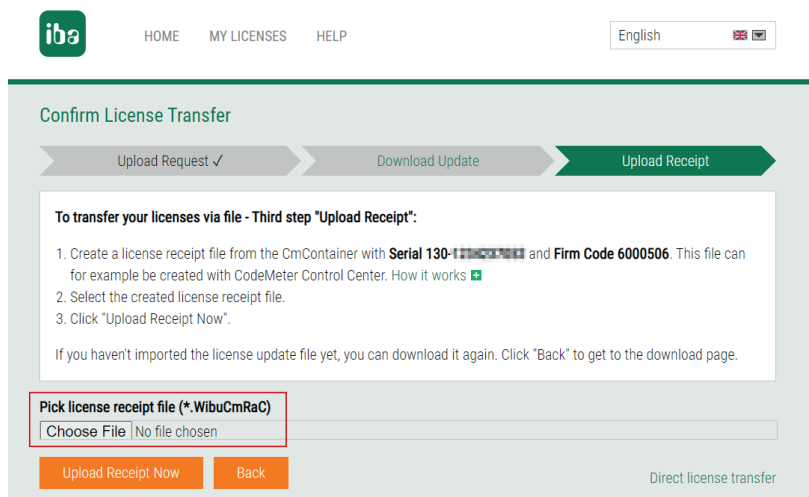 iba
HOME MY LICENSES HELP
English
Confirm License Transfer
Upload Request ✓ Download Update Upload Receipt
To transfer your licenses via file - Third step "Upload Receipt":
1. Create a license receipt file from the CmContainer with Serial 130- and Firm Code 6000506. This file can
for example be created with CodeMeter Control Center. How it works
2. Select the created license receipt file.
3. Click "Upload Receipt Now".
If you haven't imported the license update file yet, you can download it again. Click "Back" to get to the download page.
Pick license receipt file (*.WibuCmRaC)
Choose File No file chosen
Upload Receipt Now Back
Direct license transfer